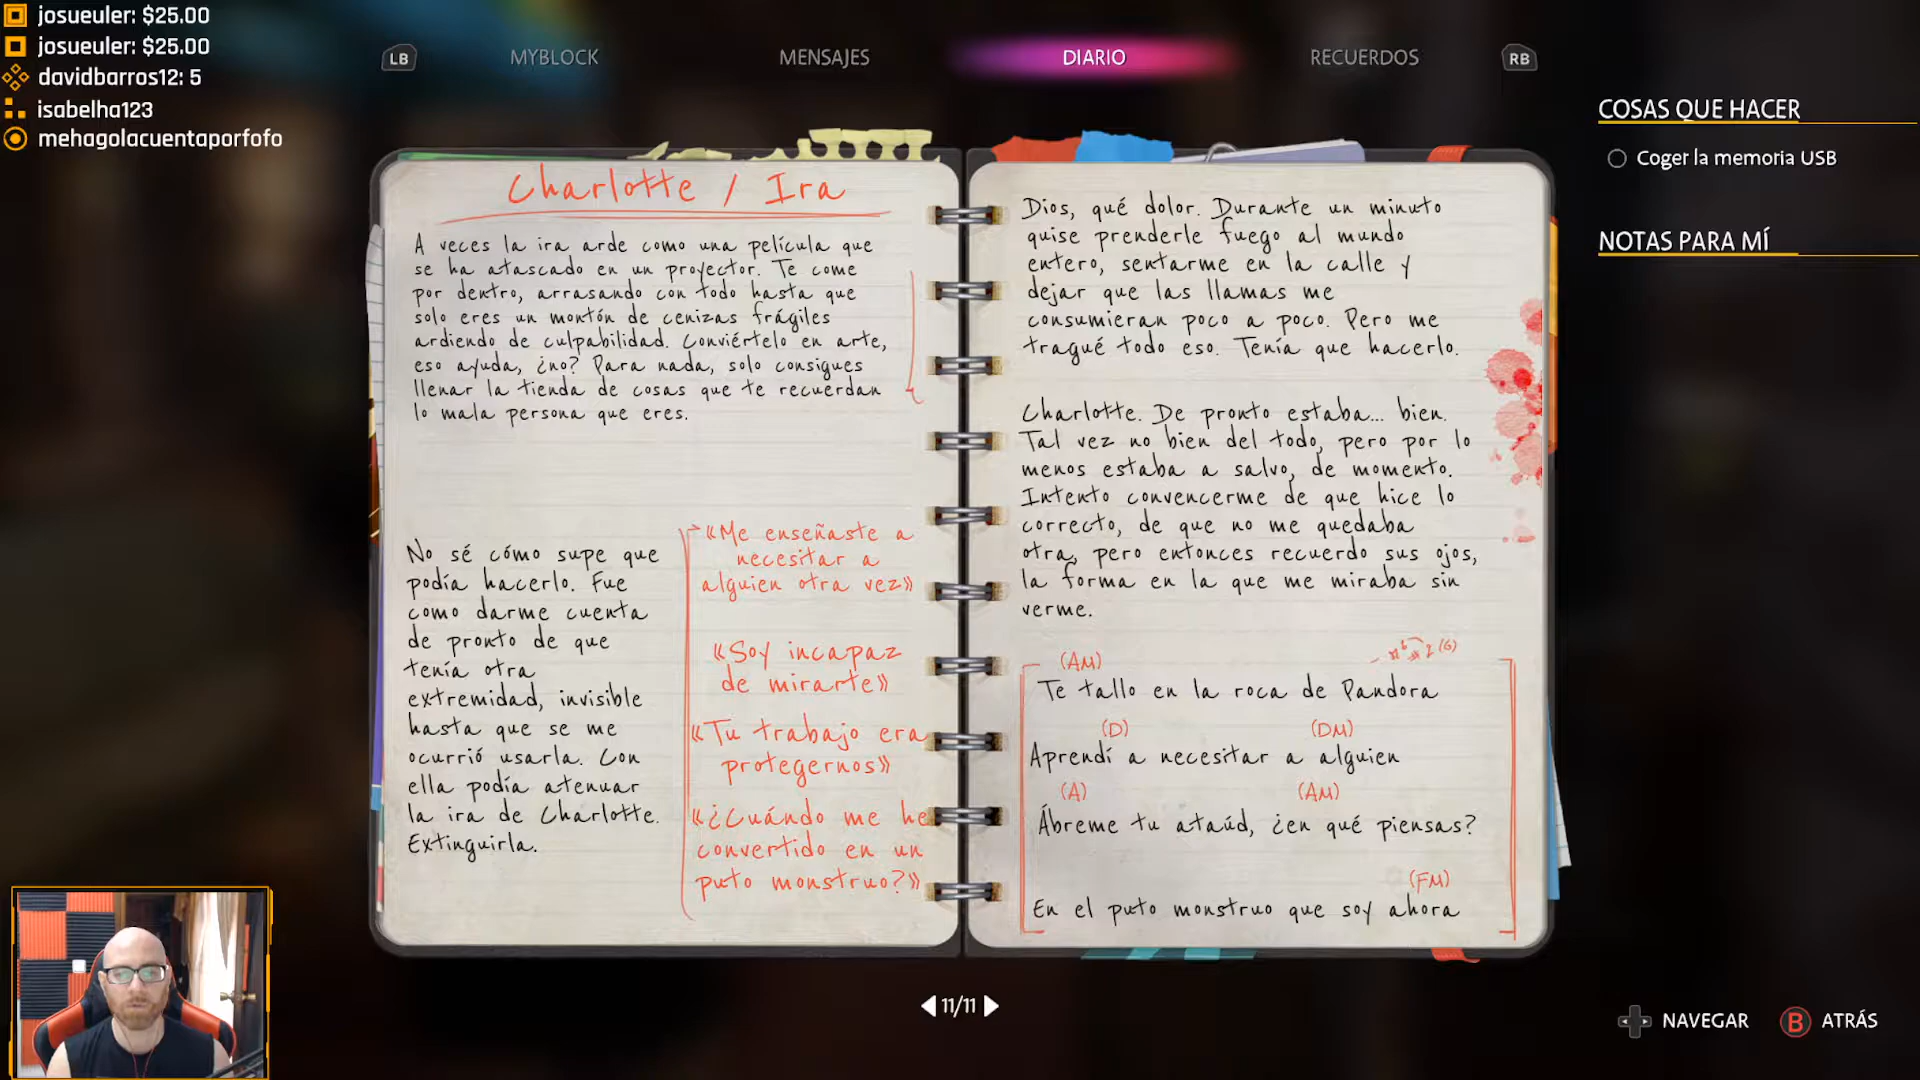 josueuler: $25.00
josueuler: $25.00
davidbarros12: 5
isabelha123
mehagolacuentaporfofo
LB
MYBLOCK
MENSAJES
DIARIO
RECUERDOS
RB
COSAS QUE HACER
Coger la memoria USB
NOTAS PARA MÍ
Charlotte / Ira
A veces la ira arde como una película que
se ha atascado en un proyector. Te come
por dentro, arrasando con todo hasta que
solo eres un montón de cenizas frágiles
ardiendo de culpabilidad. Conviértelo en arte,
eso ayuda, ¿no? Para nada, solo consigues
llenar la tienda de cosas que te recuerdan
lo mala persona que eres.
No sé cómo supe que
podía hacerlo. Fue
como darme cuenta
de pronto de que
tenía otra
extremidad, invisible
hasta que se me
ocurrió usarla. Con
ella podía atenuar
la ira de Charlotte.
Extinguirla.
«Me enseñaste a
necesitar a
alguien otra vez»
«Soy incapaz
de mirarte»
«Tu trabajo era
protegernos»
«¿Cuándo me he
convertido en un
puto monstruo?»
Dios, qué dolor. Durante un minuto
quise prenderle fuego al mundo
entero, sentarme en la calle y
dejar que las llamas me
consumieran poco a poco. Pero me
tragué todo eso. Tenía que hacerlo.
Charlotte. De pronto estaba... bien.
Tal vez no bien del todo, pero por lo
menos estaba a salvo, de momento.
Intento convencerme de que hice lo
correcto, de que no me quedaba
otra, pero entonces recuerdo sus ojos,
la forma en la que me miraba sin
verme.
(AM)
Te tallo en la roca de Pandora
(D) (DM)
Aprendí a necesitar a alguien
(A) (AM)
Ábreme tu ataúd, ¿en qué piensas?
(FM)
En el puto monstruo que soy ahora
11/11
NAVEGAR
B ATRÁS